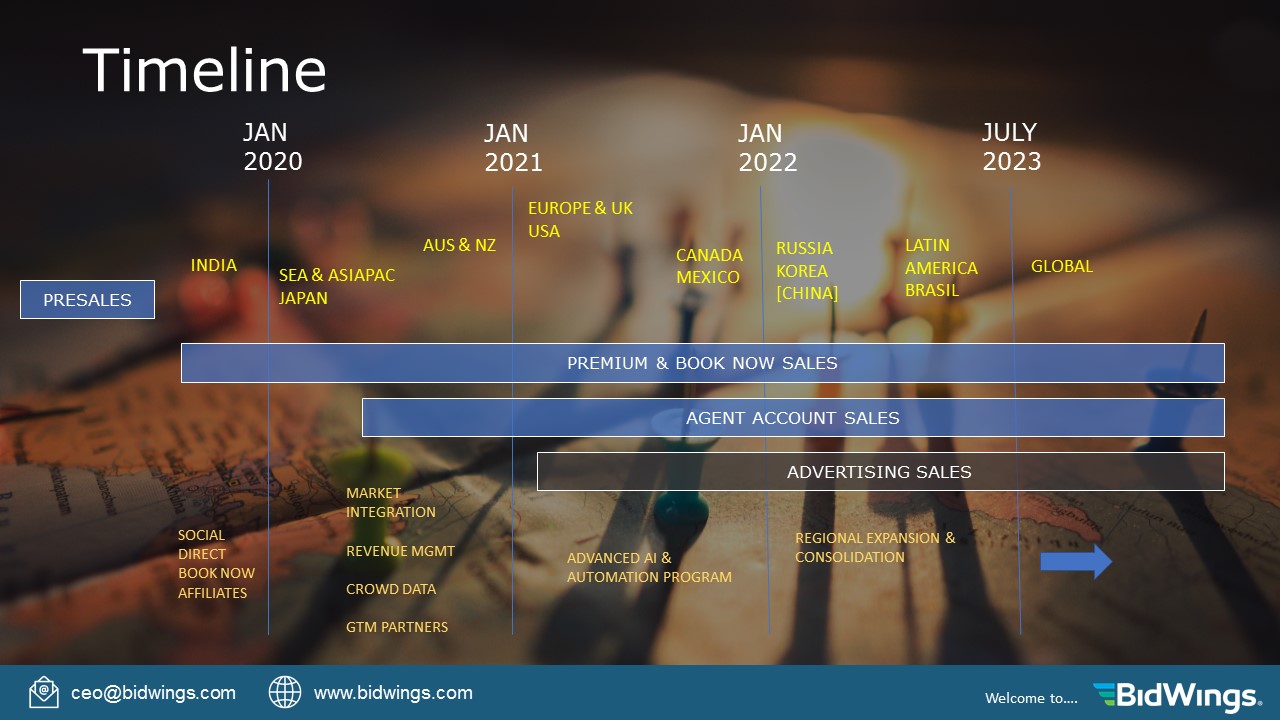 Timeline
JAN
2020
JAN
2021
JAN
2022
JULY
2023
INDIA
SEA & ASIAPAC
JAPAN
AUS & NZ
EUROPE & UK
USA
CANADA
MEXICO
RUSSIA
KOREA
[CHINA]
LATIN
AMERICA
BRASIL
GLOBAL
PRESALES
PREMIUM & BOOK NOW SALES
AGENT ACCOUNT SALES
ADVERTISING SALES
SOCIAL
DIRECT
BOOK NOW
AFFILIATES
MARKET
INTEGRATION
REVENUE MGMT
CROWD DATA
GTM PARTNERS
ADVANCED AI &
AUTOMATION PROGRAM
REGIONAL EXPANSION &
CONSOLIDATION
ceo@bidwings.com
www.bidwings.com
Welcome to....
BidWings®